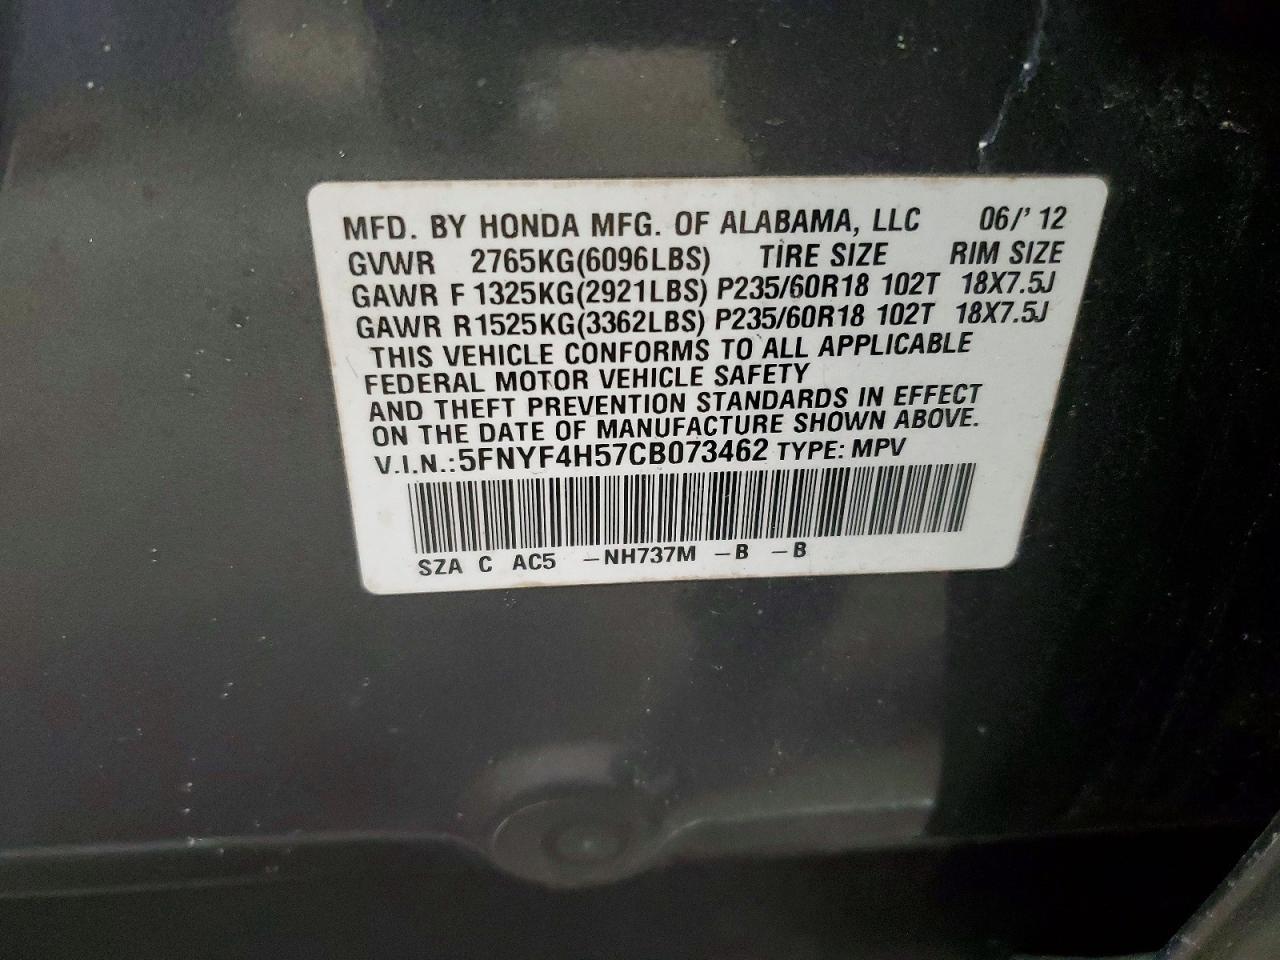 MFD. BY HONDA MFG. OF ALABAMA, LLC 06/' 12
GVWR 2765KG(6096LBS) TIRE SIZE RIM SIZE
GAWR F 1325KG(2921LBS) P235/60R18 102T 18X7.5J
GAWR R 1525KG(3362LBS) P235/60R18 102T 18X7.5J
THIS VEHICLE CONFORMS TO ALL APPLICABLE
FEDERAL MOTOR VEHICLE SAFETY
AND THEFT PREVENTION STANDARDS IN EFFECT
ON THE DATE OF MANUFACTURE SHOWN ABOVE.
V.I.N.:5FNYF4H57CB073462 TYPE: MPV
SZA C AC5 -NH737M -B -B